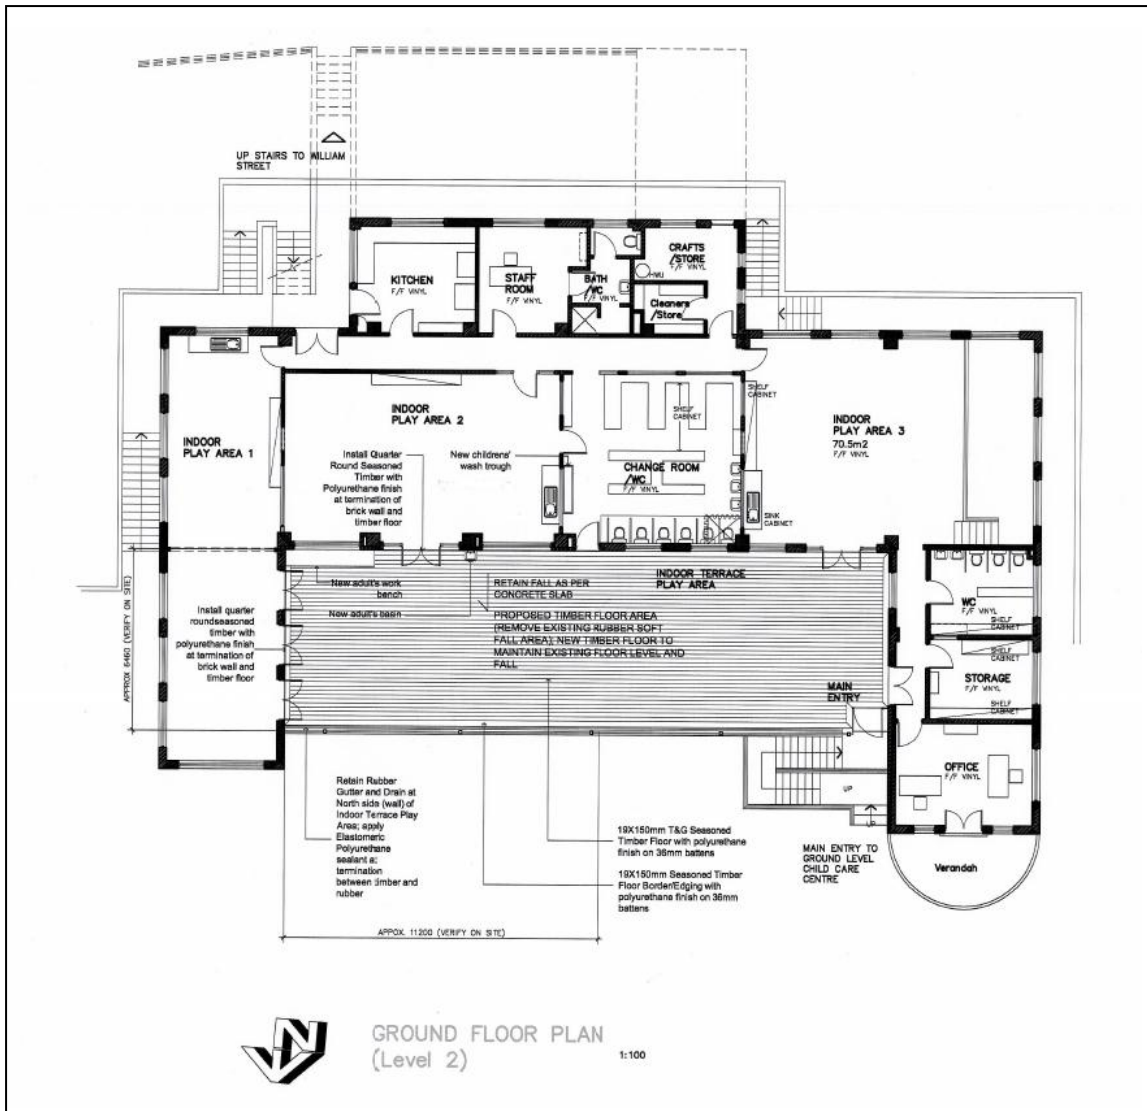 UP STAIRS TO WILLIAM
STREET
KITCHEN
F/F VINYL
STAFF
ROOM
F/F VINYL
BATH
/WC
F/F VINYL
CRAFTS
/STORE
F/F VINYL
HWU
Cleaners
/Store
INDOOR
PLAY AREA 1
INDOOR
PLAY AREA 2
Install Quarter
Round Seasoned
Timber with
Polyurethane finish
at termination of
brick wall and
timber floor
New childrens'
wash trough
SHELF
CABINET
CHANGE ROOM
/WC
F/F VINYL
SHELF
CABINET
INDOOR
PLAY AREA 3
70.5m2
F/F VINYL
SINK
CABINET
INDOOR TERRACE
PLAY AREA
New adult's work
bench
New adult's basin
RETAIN FALL AS PER
CONCRETE SLAB
PROPOSED TIMBER FLOOR AREA
(REMOVE EXISTING RUBBER SOFT
FALL AREA); NEW TIMBER FLOOR TO
MAINTAIN EXISTING FLOOR LEVEL AND
FALL
Install quarter
roundseasoned
timber with
polyurethane finish
at termination of
brick wall and
timber floor
APPROX 6460 (VERIFY ON SITE)
WC
F/F VINYL
SHELF
CABINET
SHELF
CABINET
STORAGE
F/F VINYL
SHELF
CABINET
MAIN
ENTRY
OFFICE
F/F VINYL
UP
UP
Verandah
MAIN ENTRY TO
GROUND LEVEL
CHILD CARE
CENTRE
Retain Rubber
Gutter and Drain at
North side (wall) of
Indoor Terrace Play
Area; apply
Elastomeric
Polyurethane
sealant at
termination
between timber and
rubber
19X150mm T&G Seasoned
Timber Floor with polyurethane
finish on 36mm battens
19X150mm Seasoned Timber
Floor Border/Edging with
polyurethane finish on 36mm
battens
APPOX. 11200 (VERIFY ON SITE)
N
GROUND FLOOR PLAN
(Level 2)
1:100